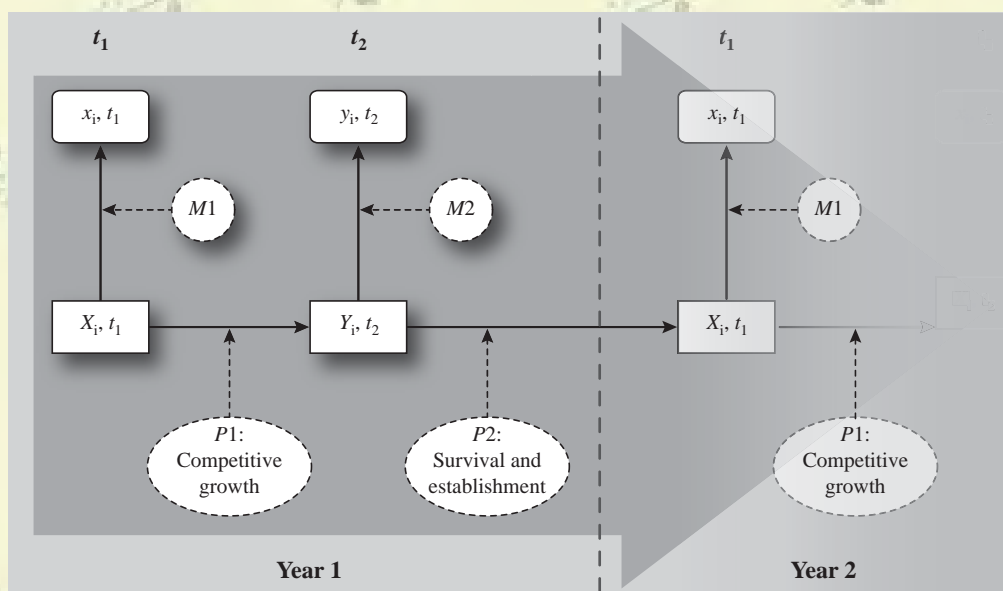 t₁ t₂ t₁
xᵢ, t₁ yᵢ, t₂ xᵢ, t₁
M1 M2 M1
Xᵢ, t₁ Yᵢ, t₂ Xᵢ, t₁
P1: P2: P1:
Competitive Survival and Competitive
growth establishment growth
Year 1 Year 2